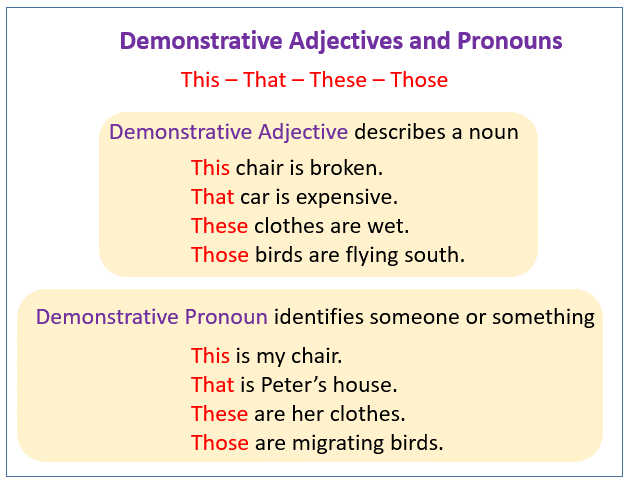 Demonstrative Adjectives and Pronouns
This – That – These – Those
Demonstrative Adjective describes a noun
This chair is broken.
That car is expensive.
These clothes are wet.
Those birds are flying south.
Demonstrative Pronoun identifies someone or something
This is my chair.
That is Peter’s house.
These are her clothes.
Those are migrating birds.